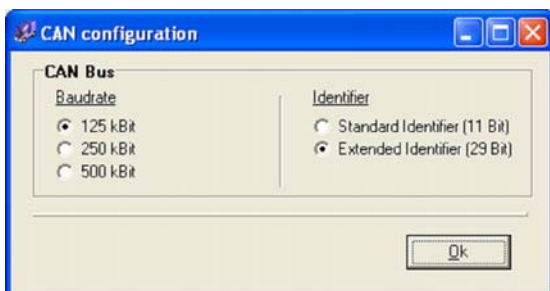 CAN configuration
CAN Bus
Baudrate
125 kBit
250 kBit
500 kBit
Identifier
Standard Identifier (11 Bit)
Extended Identifier (29 Bit)
Ok